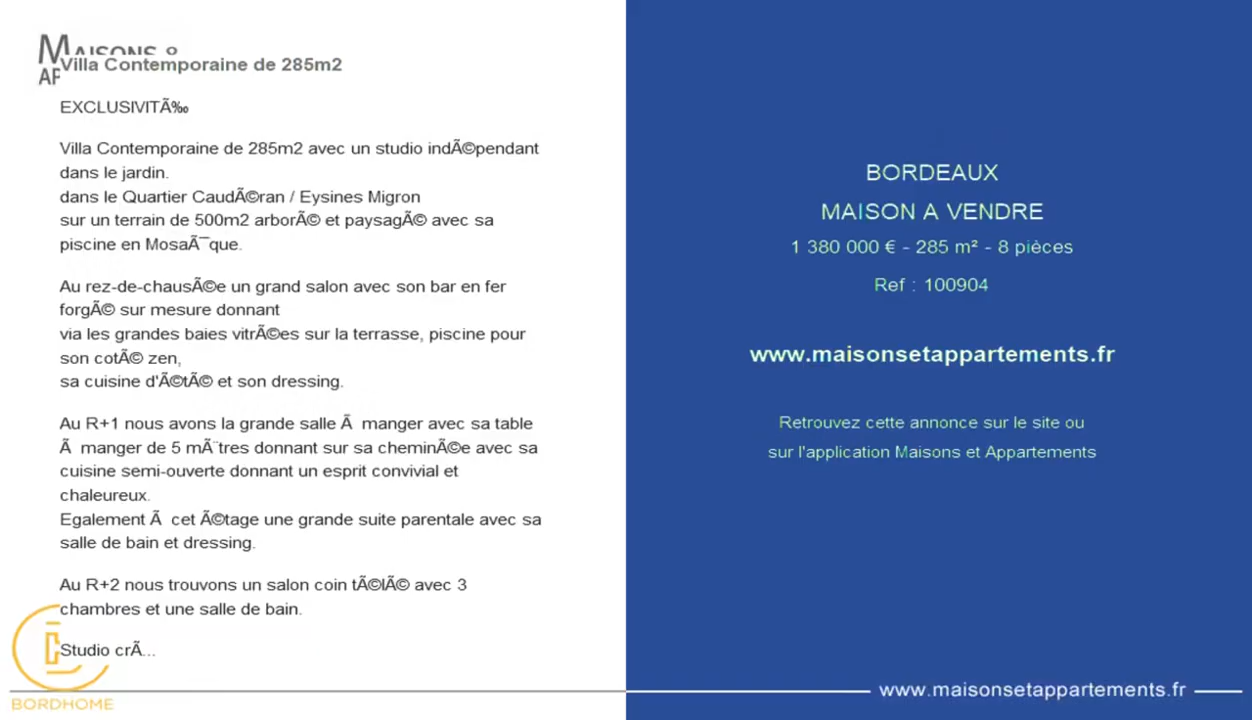 MAISONS &
AP
Villa Contemporaine de 285m2
EXCLUSIVITÃ‰
Villa Contemporaine de 285m2 avec un studio indÃ©pendant
dans le jardin.
dans le Quartier CaudÃ©ran / Eysines Migron
sur un terrain de 500m2 arborÃ© et paysagÃ© avec sa
piscine en MosaÃ¯que.
Au rez-de-chausÃ©e un grand salon avec son bar en fer
forgÃ© sur mesure donnant
via les grandes baies vitrÃ©es sur la terrasse, piscine pour
son cotÃ© zen,
sa cuisine d'Ã©tÃ© et son dressing.
Au R+1 nous avons la grande salle Ã  manger avec sa table
Ã  manger de 5 mÃ¨tres donnant sur sa cheminÃ©e avec sa
cuisine semi-ouverte donnant un esprit convivial et
chaleureux.
Egalement Ã  cet Ã©tage une grande suite parentale avec sa
salle de bain et dressing.
Au R+2 nous trouvons un salon coin tÃ©lÃ© avec 3
chambres et une salle de bain.
Studio crÃ...
BORDHOME
BORDEAUX
MAISON A VENDRE
1 380 000 € - 285 m² - 8 pièces
Ref : 100904
www.maisonsetappartements.fr
Retrouvez cette annonce sur le site ou
sur l'application Maisons et Appartements
www.maisonsetappartements.fr